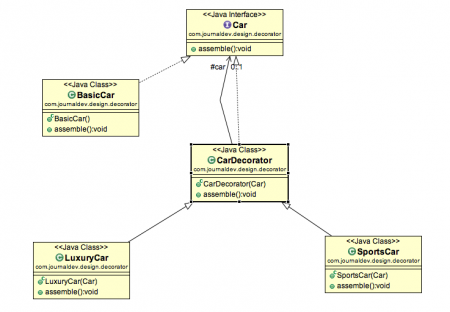 <<Java Interface>>
Car
com.journaldev.design.decorator
assemble():void
#car 0..1
<<Java Class>>
BasicCar
com.journaldev.design.decorator
BasicCar()
assemble():void
<<Java Class>>
CarDecorator
com.journaldev.design.decorator
CarDecorator(Car)
assemble():void
<<Java Class>>
LuxuryCar
com.journaldev.design.decorator
LuxuryCar(Car)
assemble():void
<<Java Class>>
SportsCar
com.journaldev.design.decorator
SportsCar(Car)
assemble():void